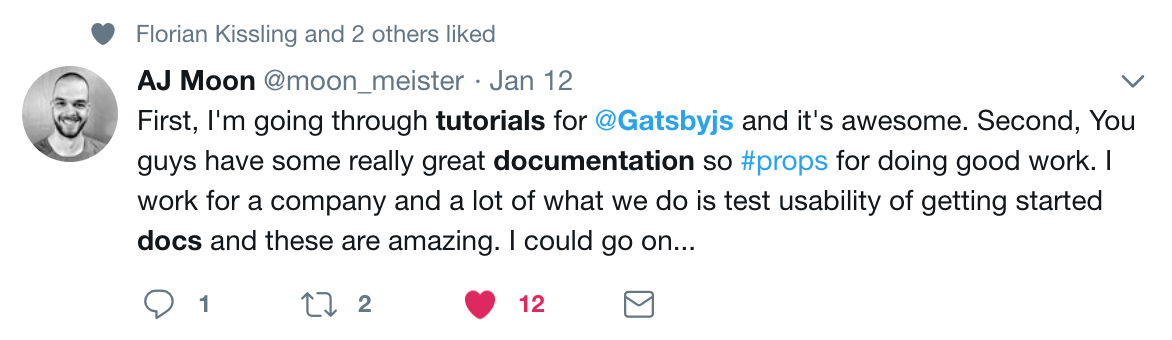 Florian Kissling and 2 others liked
AJ Moon @moon_meister · Jan 12
First, I'm going through tutorials for @Gatsbyjs and it's awesome. Second, You
guys have some really great documentation so #props for doing good work. I
work for a company and a lot of what we do is test usability of getting started
docs and these are amazing. I could go on...
1 2 12